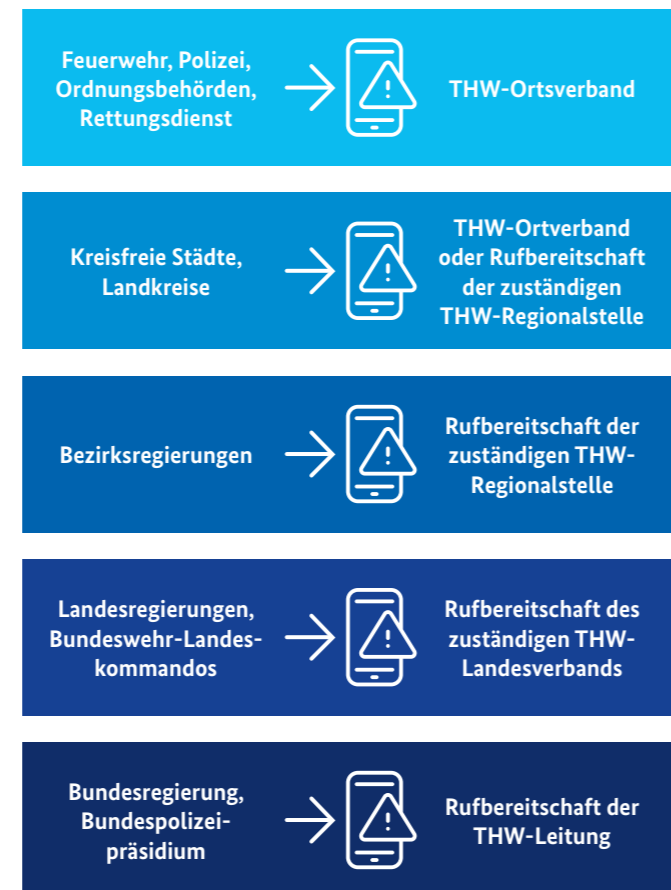 Feuerwehr, Polizei,
Ordnungsbehörden,
Rettungsdienst
THW-Ortsverband
Kreisfreie Städte,
Landkreise
THW-Ortverband
oder Rufbereitschaft
der zuständigen
THW-Regionalstelle
Bezirksregierungen
Rufbereitschaft der
zuständigen THW-
Regionalstelle
Landesregierungen,
Bundeswehr-Landes-
kommandos
Rufbereitschaft des
zuständigen THW-
Landesverbands
Bundesregierung,
Bundespolizei-
präsidium
Rufbereitschaft der
THW-Leitung